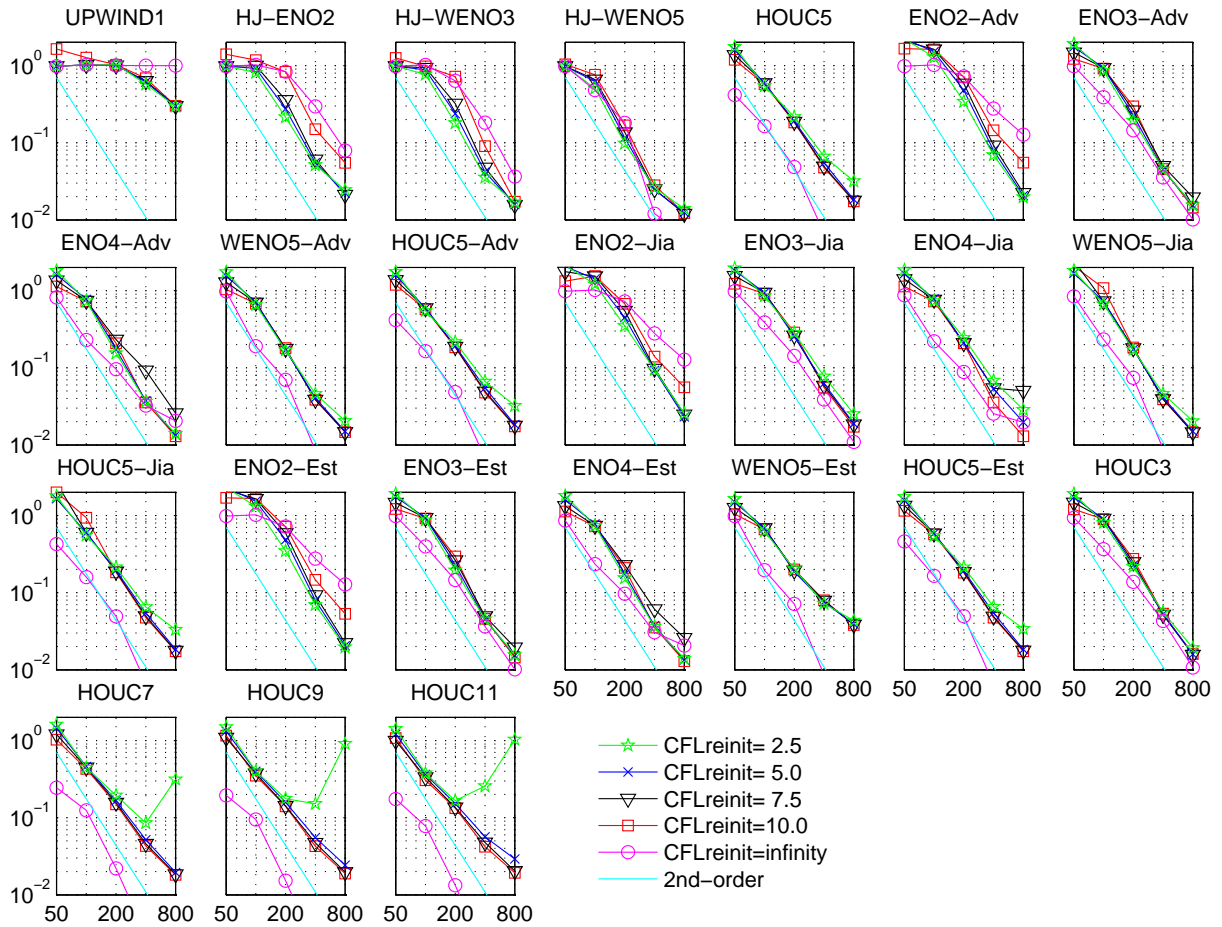 UPWIND1 HJ−ENO2 HJ−WENO3 HJ−WENO5 HOUC5 ENO2−Adv ENO3−Adv
10^0
10^−1
10^−2
ENO4−Adv WENO5−Adv HOUC5−Adv ENO2−Jia ENO3−Jia ENO4−Jia WENO5−Jia
10^0
10^−1
10^−2
HOUC5−Jia ENO2−Est ENO3−Est ENO4−Est WENO5−Est HOUC5−Est HOUC3
10^0
10^−1
10^−2
50 200 800 50 200 800 50 200 800 50 200 800
HOUC7 HOUC9 HOUC11
10^0
10^−1
10^−2
50 200 800 50 200 800 50 200 800
CFLreinit= 2.5
CFLreinit= 5.0
CFLreinit= 7.5
CFLreinit=10.0
CFLreinit=infinity
2nd−order